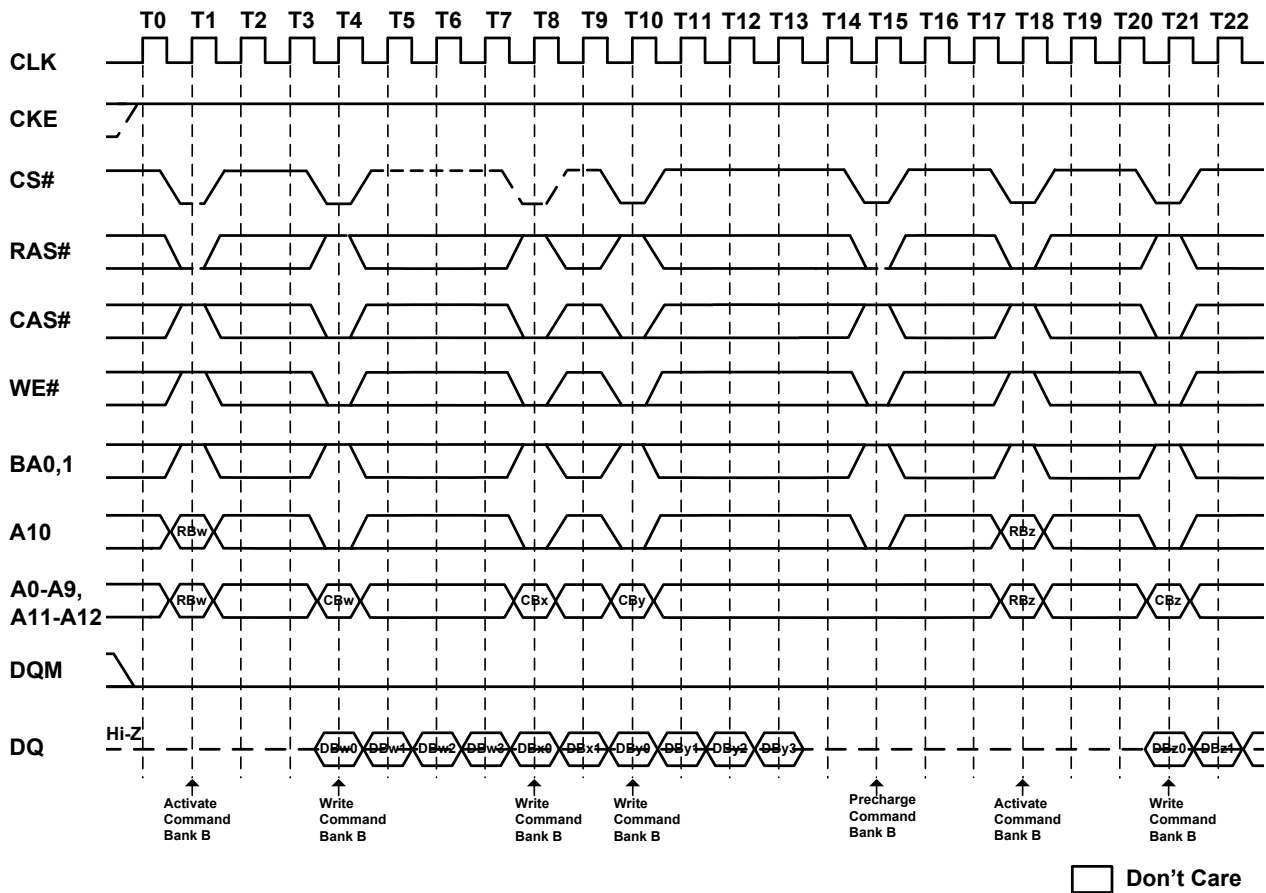 T0 T1 T2 T3 T4 T5 T6 T7 T8 T9 T10 T11 T12 T13 T14 T15 T16 T17 T18 T19 T20 T21 T22
CLK
CKE
CS#
RAS#
CAS#
WE#
BA0,1
A10
RBw RBz
A0-A9,
A11-A12
RBw CBw CBx CBy RBz CBz
DQM
DQ
Hi-Z
DBw0 DBw1 DBw2 DBw3 DBx0 DBx1 DBy0 DBy1 DBy2 DBy3 DBz0 DBz1
Activate
Command
Bank B
Write
Command
Bank B
Write
Command
Bank B
Write
Command
Bank B
Precharge
Command
Bank B
Activate
Command
Bank B
Write
Command
Bank B
Don't Care